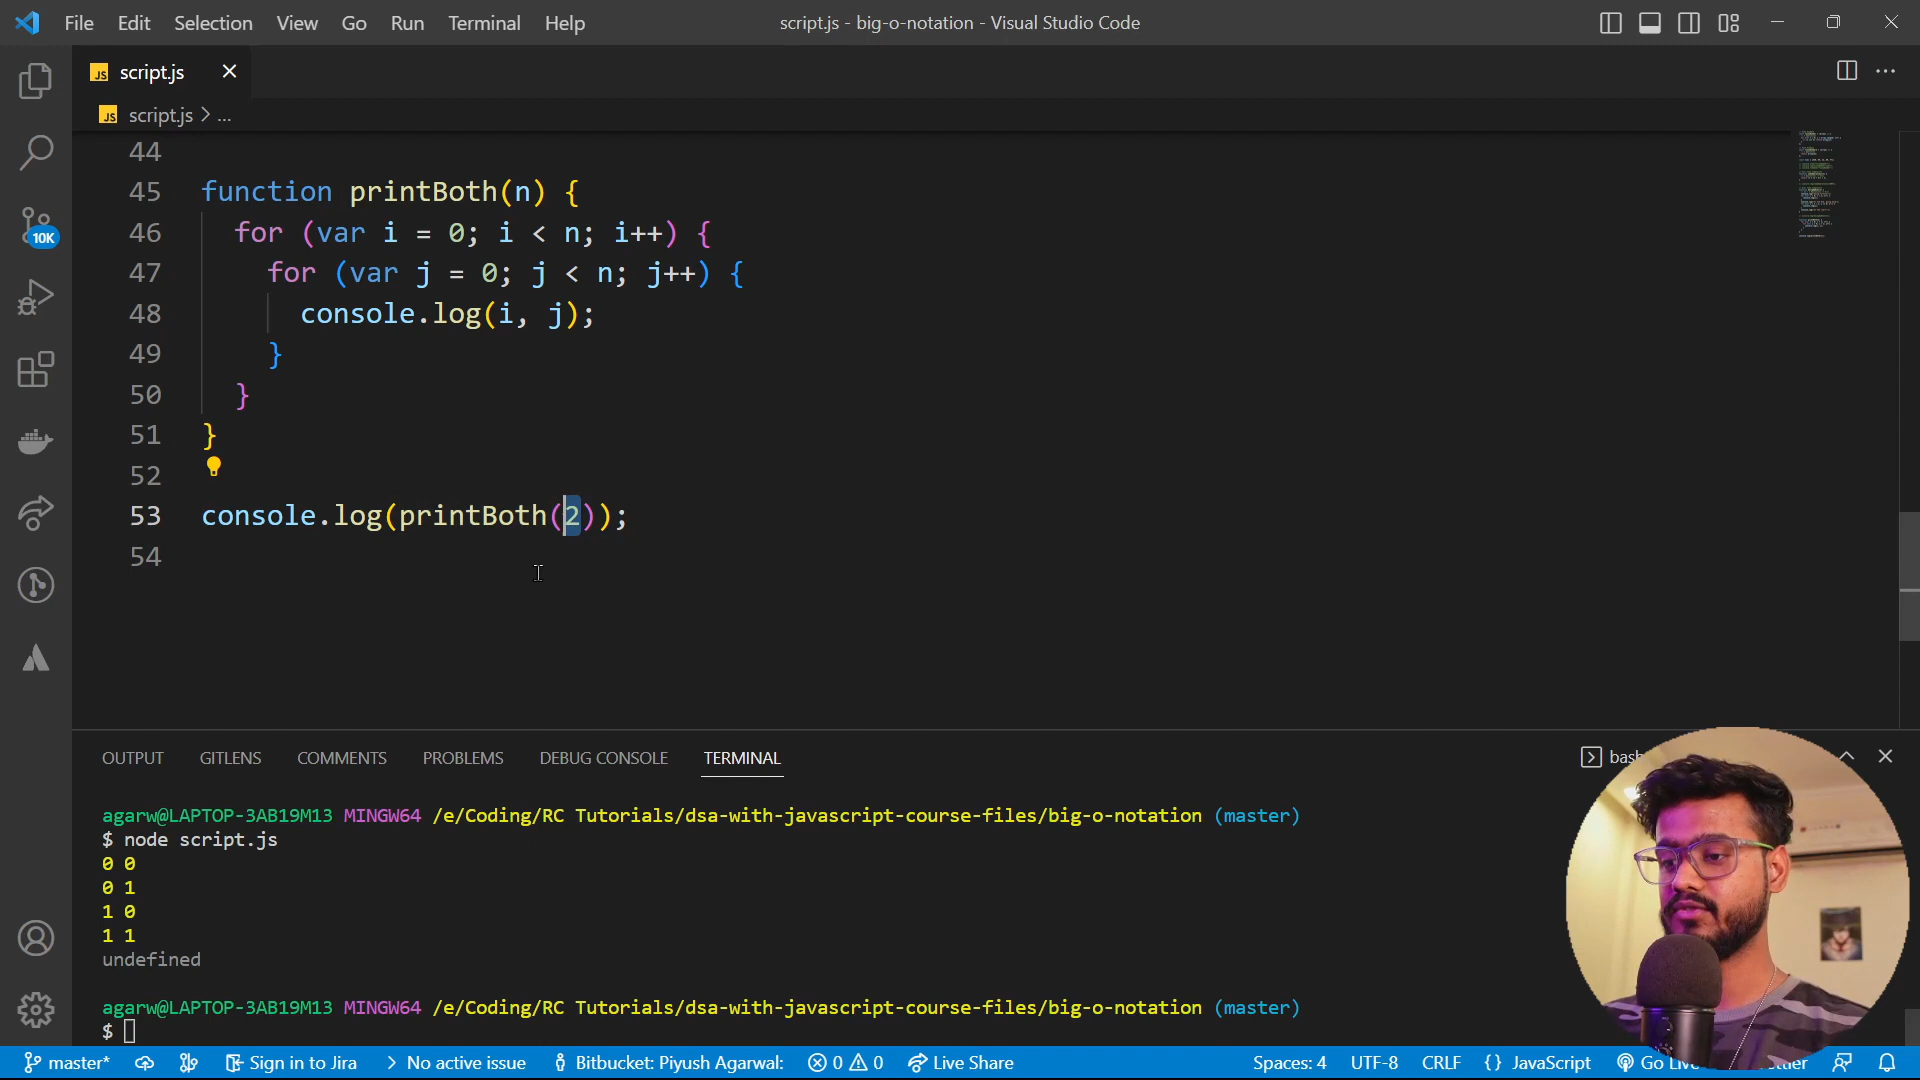 File Edit Selection View Go Run Terminal Help script.js - big-o-notation - Visual Studio Code
JS script.js
JS script.js > ...
44
45 function printBoth(n) {
46 for (var i = 0; i < n; i++) {
47 for (var j = 0; j < n; j++) {
48 console.log(i, j);
49 }
50 }
51 }
52
53 console.log(printBoth(2));
54
10K
OUTPUT GITLENS COMMENTS PROBLEMS DEBUG CONSOLE TERMINAL
agarw@LAPTOP-3AB19M13 MINGW64 /e/Coding/RC Tutorials/dsa-with-javascript-course-files/big-o-notation (master)
$ node script.js
0 0
0 1
1 0
1 1
undefined
agarw@LAPTOP-3AB19M13 MINGW64 /e/Coding/RC Tutorials/dsa-with-javascript-course-files/big-o-notation (master)
$
master* Sign in to Jira No active issue Bitbucket: Piyush Agarwal: 0 0 Live Share Spaces: 4 UTF-8 CRLF {} JavaScript Go